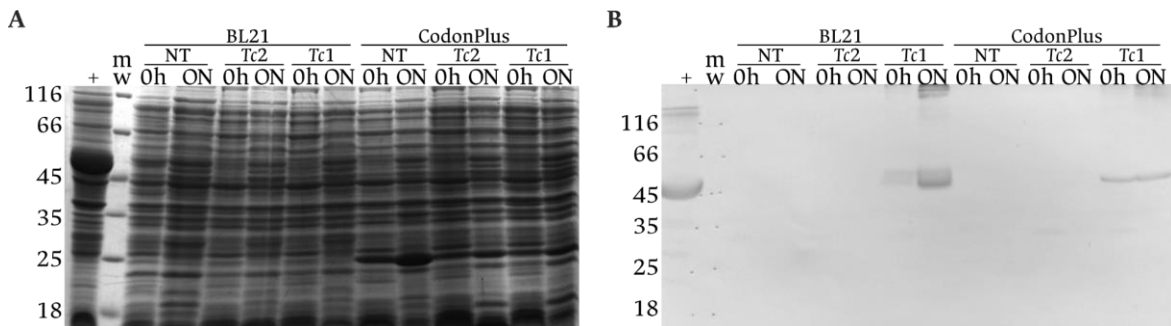 A
BL21 CodonPlus
m NT Tc2 Tc1 NT Tc2 Tc1
+ w 0h ON 0h ON 0h ON 0h ON 0h ON 0h ON
116
66
45
35
25
18
B
BL21 CodonPlus
m NT Tc2 Tc1 NT Tc2 Tc1
+ w 0h ON 0h ON 0h ON 0h ON 0h ON 0h ON
116
66
45
35
25
18